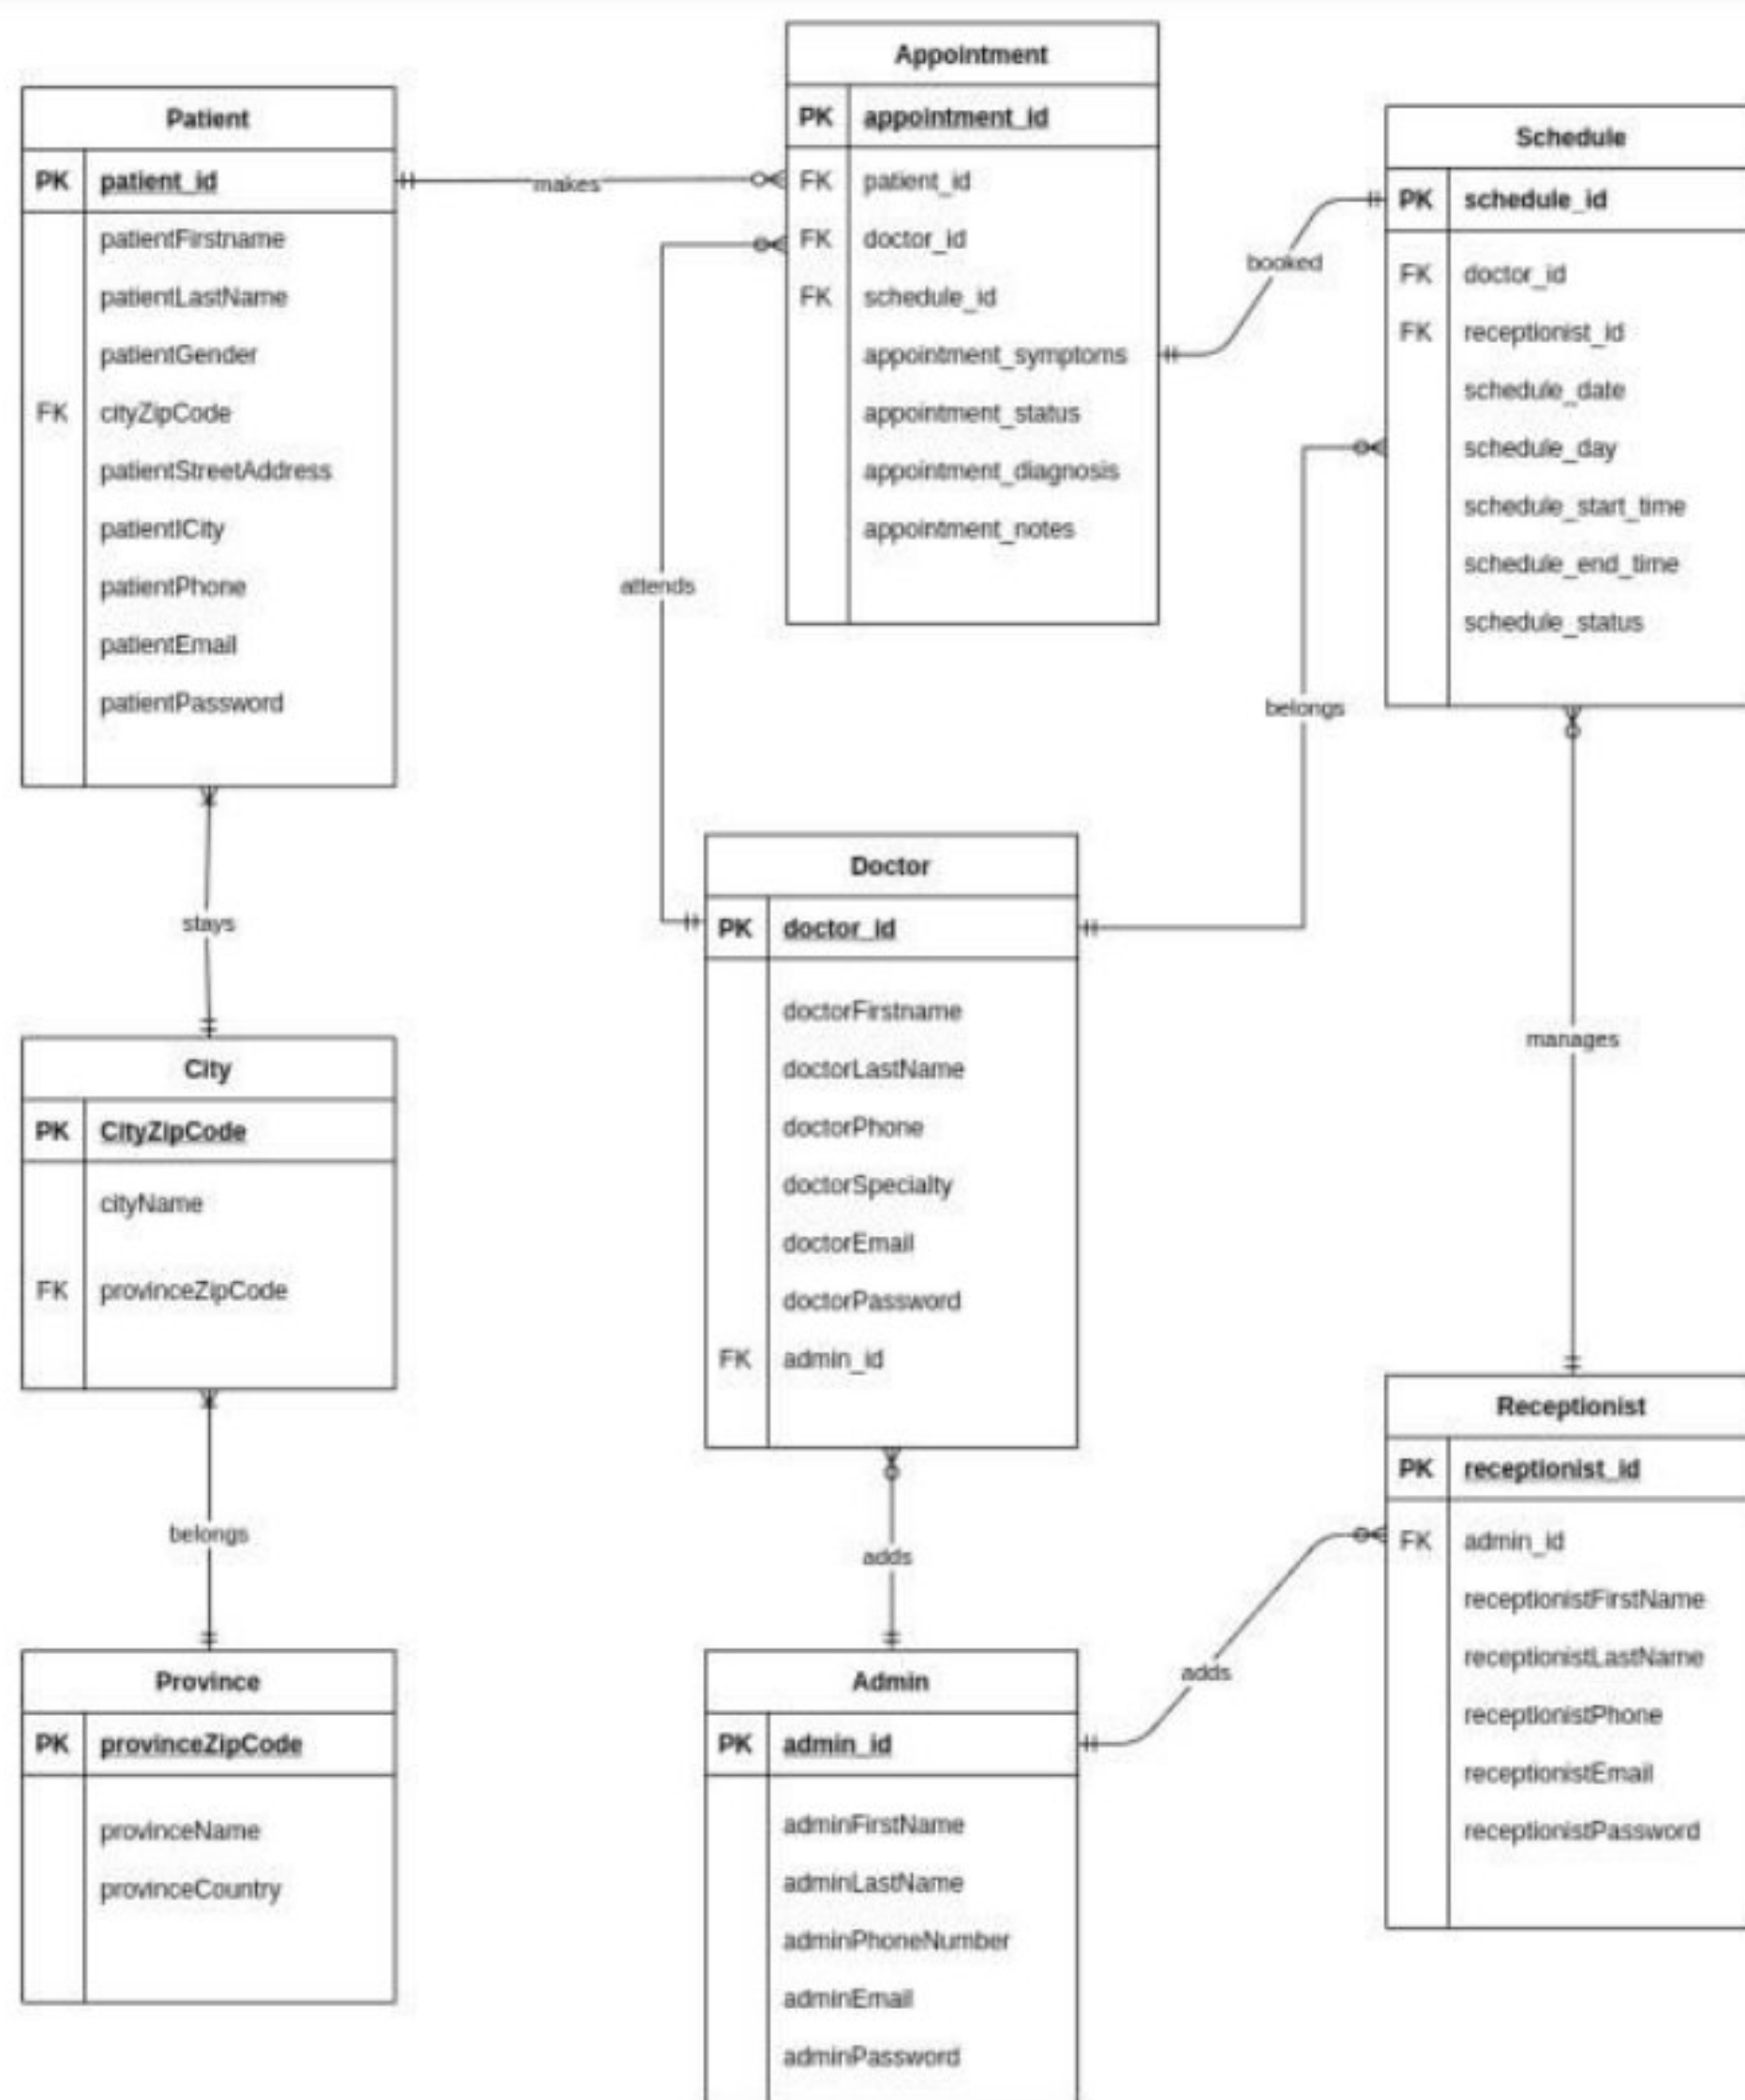 Patient
PK patient_id
patientFirstname
patientLastName
patientGender
FK cityZipCode
patientStreetAddress
patientICity
patientPhone
patientEmail
patientPassword
makes
Appointment
PK appointment_id
FK patient_id
FK doctor_id
FK schedule_id
appointment_symptoms
appointment_status
appointment_diagnosis
appointment_notes
booked
Schedule
PK schedule_id
FK doctor_id
FK receptionist_id
schedule_date
schedule_day
schedule_start_time
schedule_end_time
schedule_status
attends
belongs
stays
manages
City
PK CityZipCode
cityName
FK provinceZipCode
belongs
Doctor
PK doctor_id
doctorFirstname
doctorLastName
doctorPhone
doctorSpecialty
doctorEmail
doctorPassword
FK admin_id
adds
Receptionist
PK receptionist_id
FK admin_id
receptionistFirstName
receptionistLastName
receptionistPhone
receptionistEmail
receptionistPassword
adds
Province
PK provinceZipCode
provinceName
provinceCountry
Admin
PK admin_id
adminFirstName
adminLastName
adminPhoneNumber
adminEmail
adminPassword